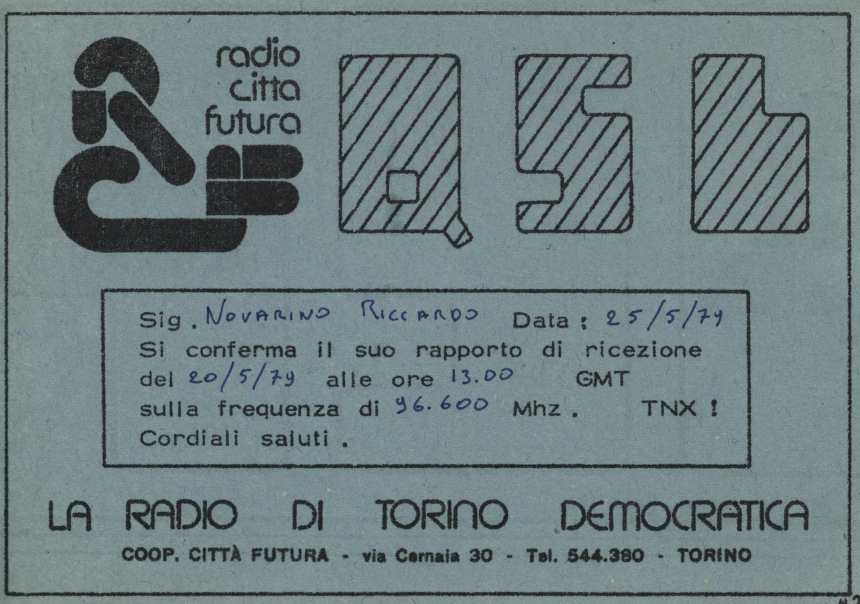 radio
citta
futura
RCF
QSL
Sig. NOVARINO RICCARDO Data : 25/5/79
Si conferma il suo rapporto di ricezione
del 20/5/79 alle ore 13.00 GMT
sulla frequenza di 96.600 Mhz. TNX !
Cordiali saluti.
LA RADIO DI TORINO DEMOCRATICA
COOP. CITTÀ FUTURA - via Cernaia 30 - Tel. 544.380 - TORINO